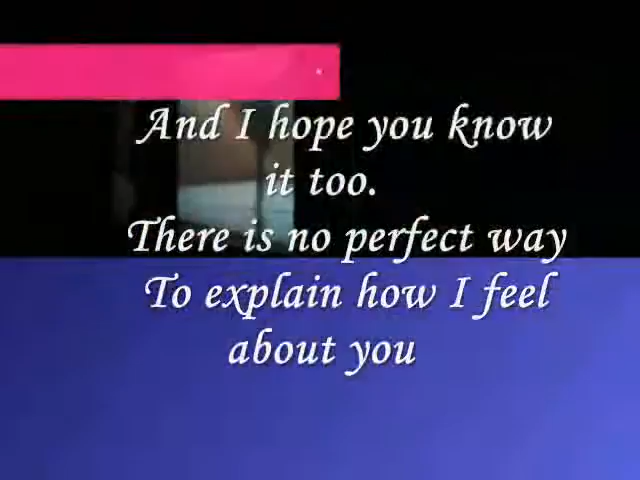 And I hope you know
it too.
There is no perfect way
To explain how I feel
about you